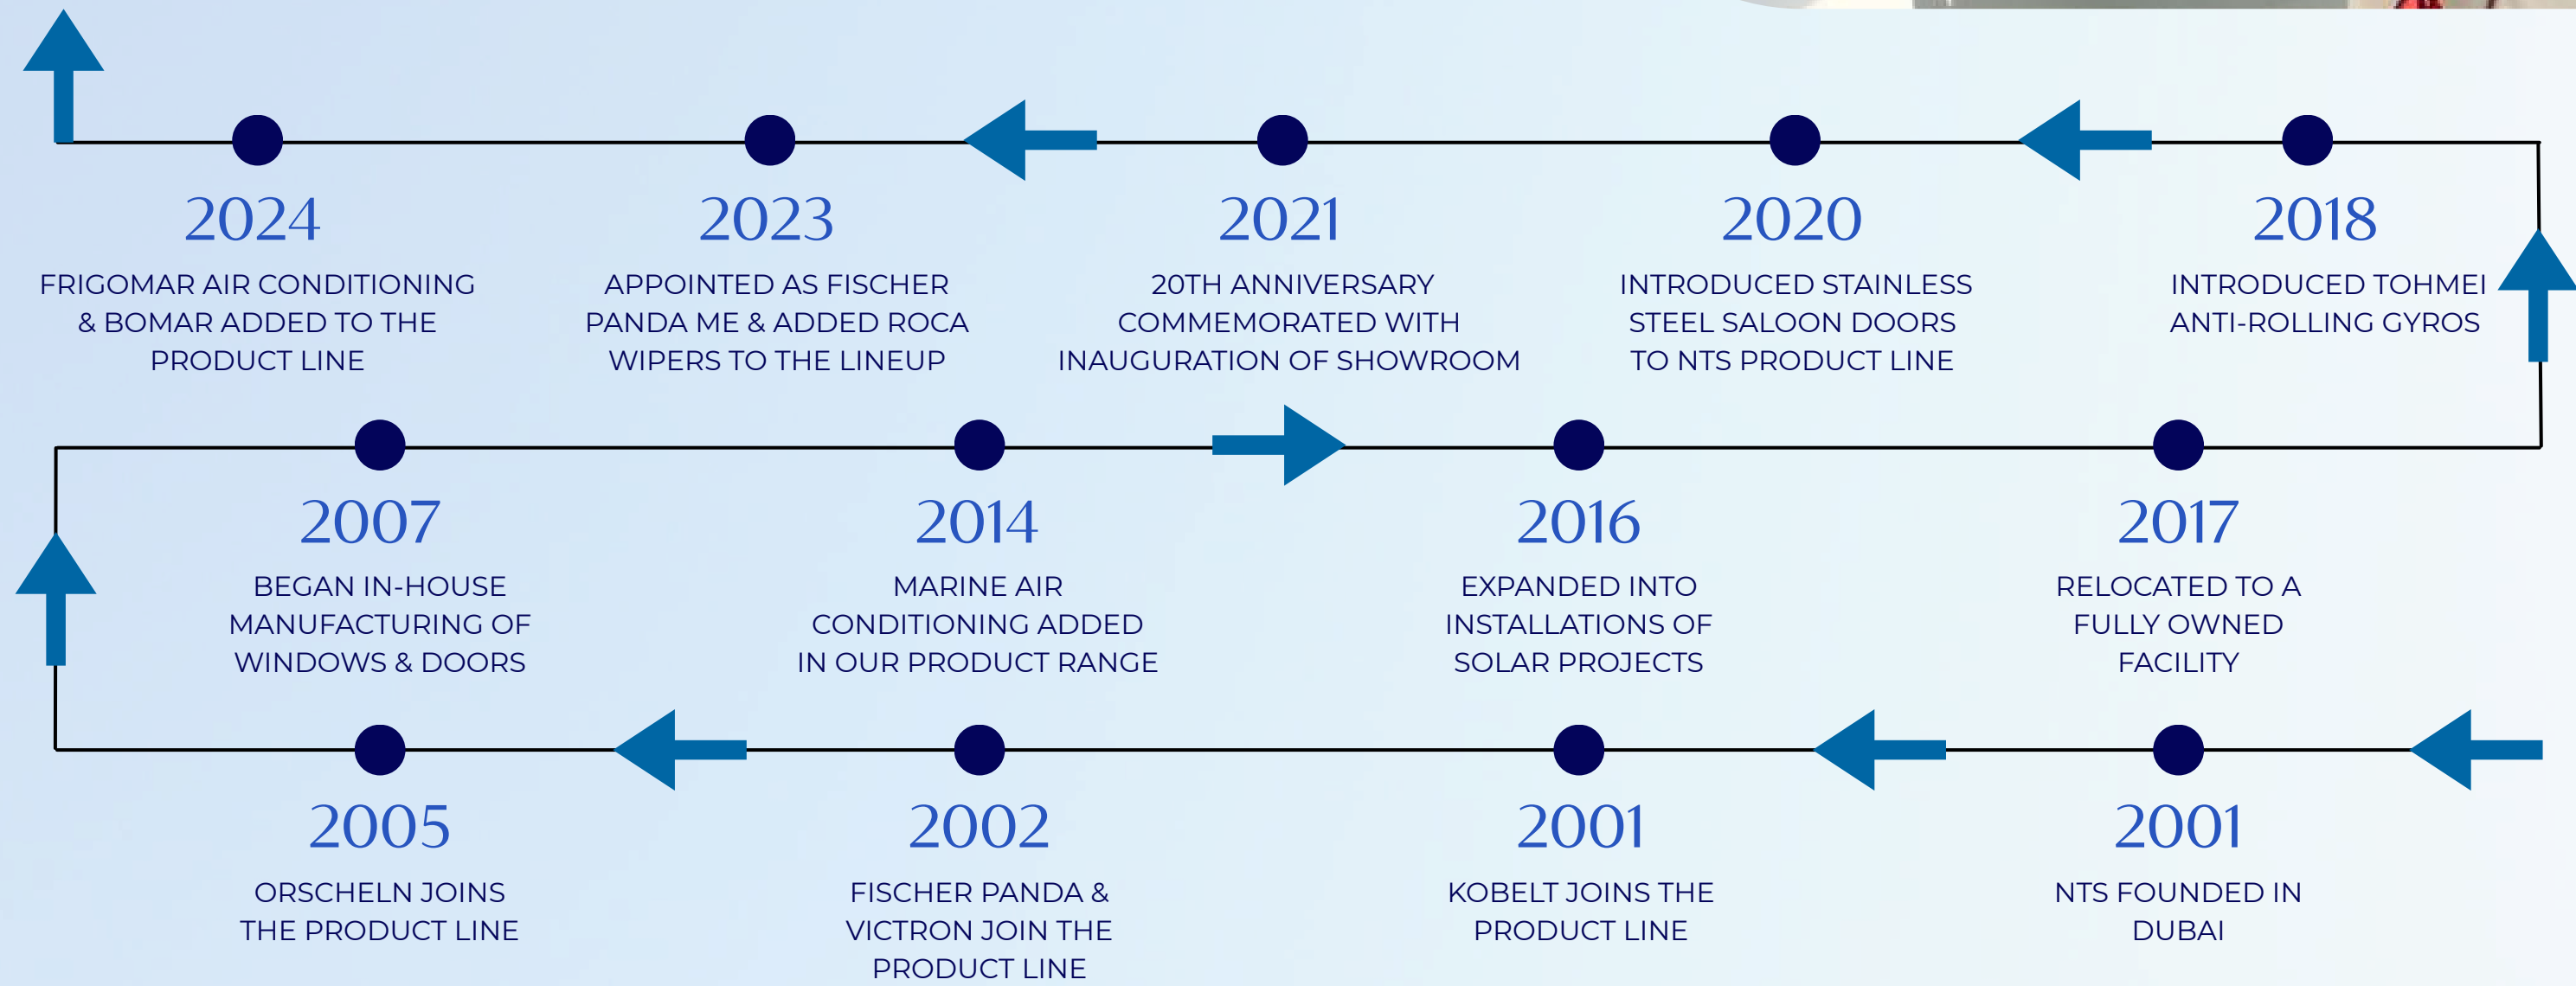 2024
FRIGOMAR AIR CONDITIONING
& BOMAR ADDED TO THE
PRODUCT LINE
2023
APPOINTED AS FISCHER
PANDA ME & ADDED ROCA
WIPERS TO THE LINEUP
2021
20TH ANNIVERSARY
COMMEMORATED WITH
INAUGURATION OF SHOWROOM
2020
INTRODUCED STAINLESS
STEEL SALOON DOORS
TO NTS PRODUCT LINE
2018
INTRODUCED TOHMEI
ANTI-ROLLING GYROS
2007
BEGAN IN-HOUSE
MANUFACTURING OF
WINDOWS & DOORS
2014
MARINE AIR
CONDITIONING ADDED
IN OUR PRODUCT RANGE
2016
EXPANDED INTO
INSTALLATIONS OF
SOLAR PROJECTS
2017
RELOCATED TO A
FULLY OWNED
FACILITY
2005
ORSCHELN JOINS
THE PRODUCT LINE
2002
FISCHER PANDA &
VICTRON JOIN THE
PRODUCT LINE
2001
KOBELT JOINS THE
PRODUCT LINE
2001
NTS FOUNDED IN
DUBAI